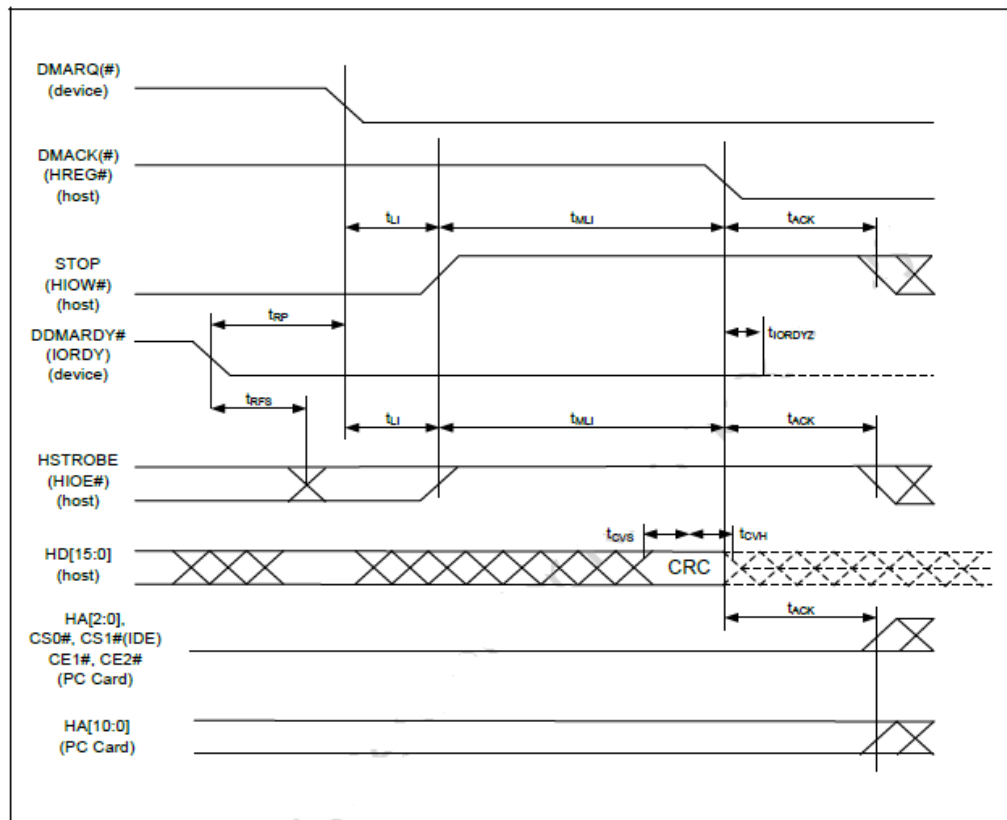 DMARQ(#)
(device)
DMACK(#)
(HREG#)
(host)
tLI
tMLI
tACK
STOP
(HIOW#)
(host)
tRP
DDMARDY#
(IORDY)
(device)
tIORDYZ
tRFS
tLI
tMLI
tACK
HSTROBE
(HIOE#)
(host)
tCVS
tCVH
HD[15:0]
(host)
CRC
tACK
HA[2:0],
CS0#, CS1#(IDE)
CE1#, CE2#
(PC Card)
HA[10:0]
(PC Card)